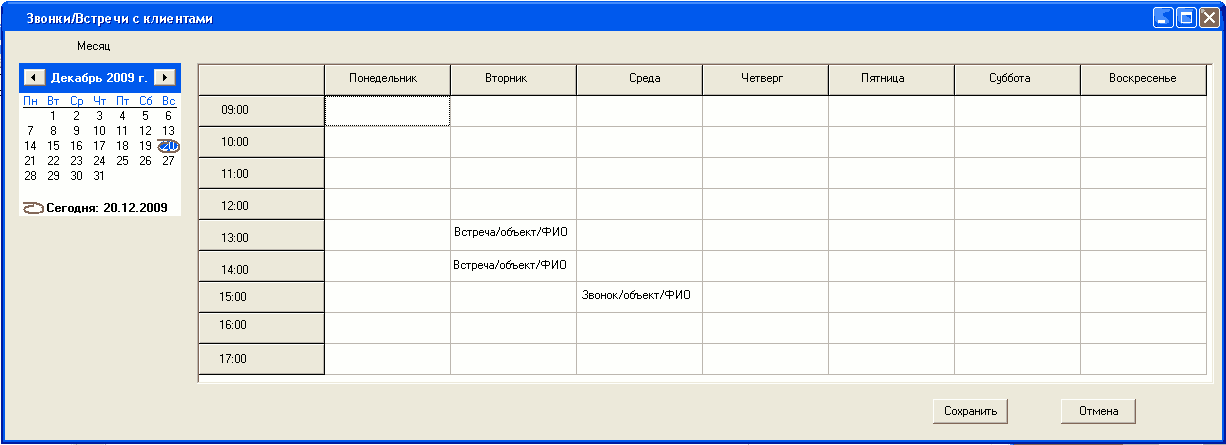 Звонки/Встречи с клиентами
Месяц
Декабрь 2009 г.
Пн Вт Ср Чт Пт Сб Вс
1 2 3 4 5 6
7 8 9 10 11 12 13
14 15 16 17 18 19 20
21 22 23 24 25 26 27
28 29 30 31
Сегодня: 20.12.2009
Понедельник Вторник Среда Четверг Пятница Суббота Воскресенье
09:00
10:00
11:00
12:00
13:00 Встреча/объект/ФИО
14:00 Встреча/объект/ФИО
15:00 Звонок/объект/ФИО
16:00
17:00
Сохранить Отмена